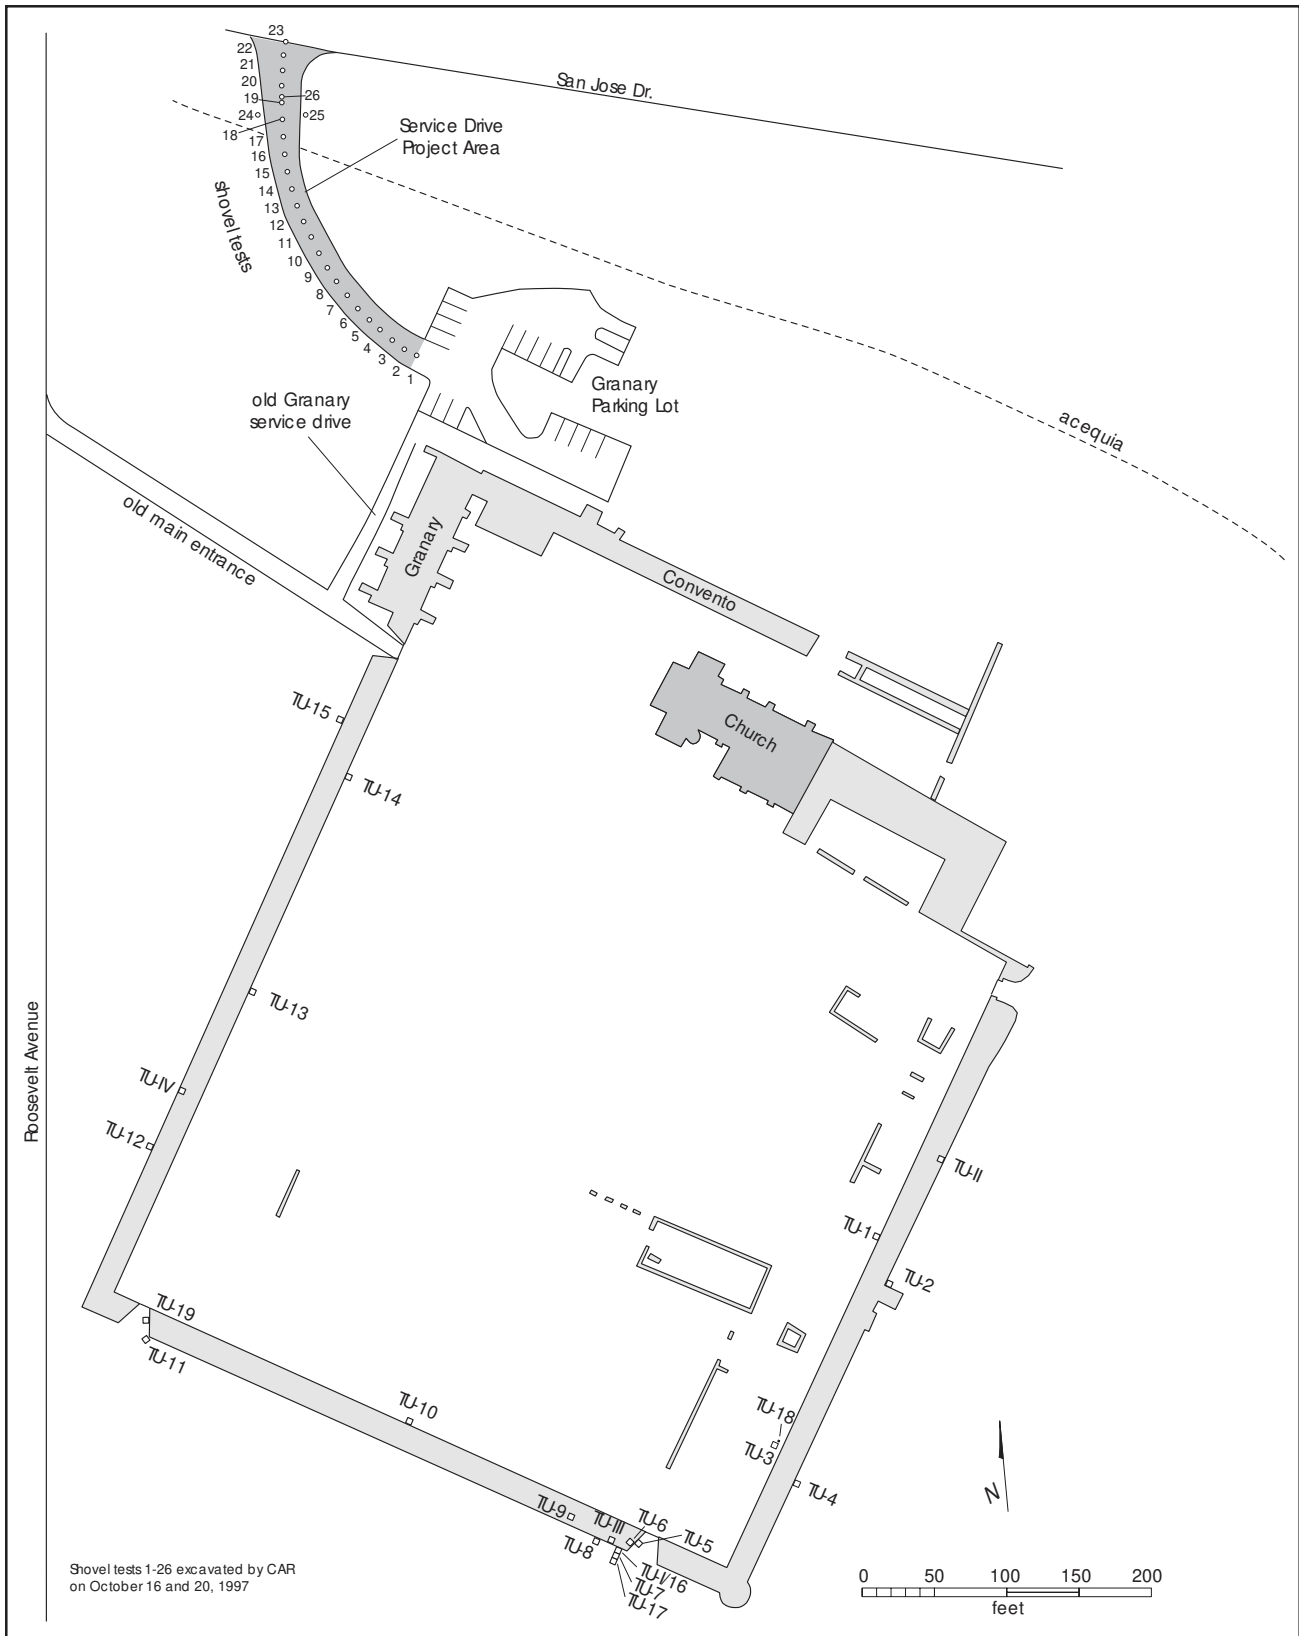 23
22
21
20
19
26
24
25
18
17
16
15
14
13
12
11
10
9
8
7
6
5
4
3
2
1
San Jose Dr.
Service Drive
Project Area
shovel tests
old Granary
service drive
Granary
Parking Lot
acequia
old main entrance
Granary
Convento
Church
TU-15
TU-14
TU-13
TU-IV
TU-12
Roosevelt Avenue
TU-II
TU-1
TU-2
TU-19
TU-11
TU-10
TU-18
TU-3
TU-4
TU-9
TU-III
TU-6
TU-5
TU-8
TU-I/16
TU-7
TU-17
N
Shovel tests 1-26 excavated by CAR
on October 16 and 20, 1997
0 50 100 150 200
feet